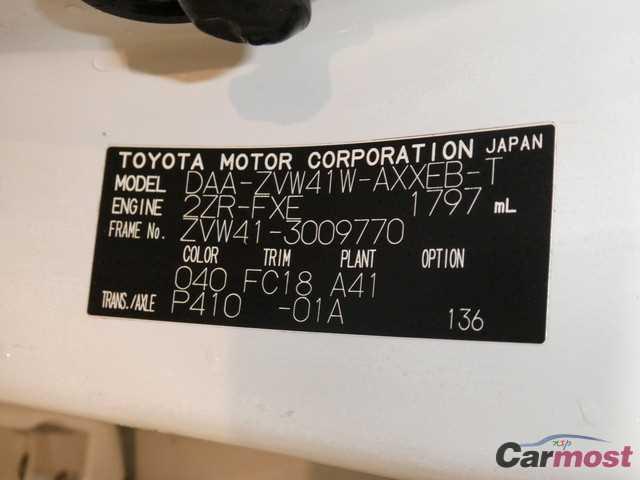 TOYOTA MOTOR CORPORATION JAPAN
MODEL DAA-ZVW41W-AXXEB-T
ENGINE 2ZR-FXE 1797 mL
FRAME No. ZVW41-3009770
COLOR TRIM PLANT OPTION
040 FC18 A41
TRANS./AXLE P410 -01A 136
Carmost